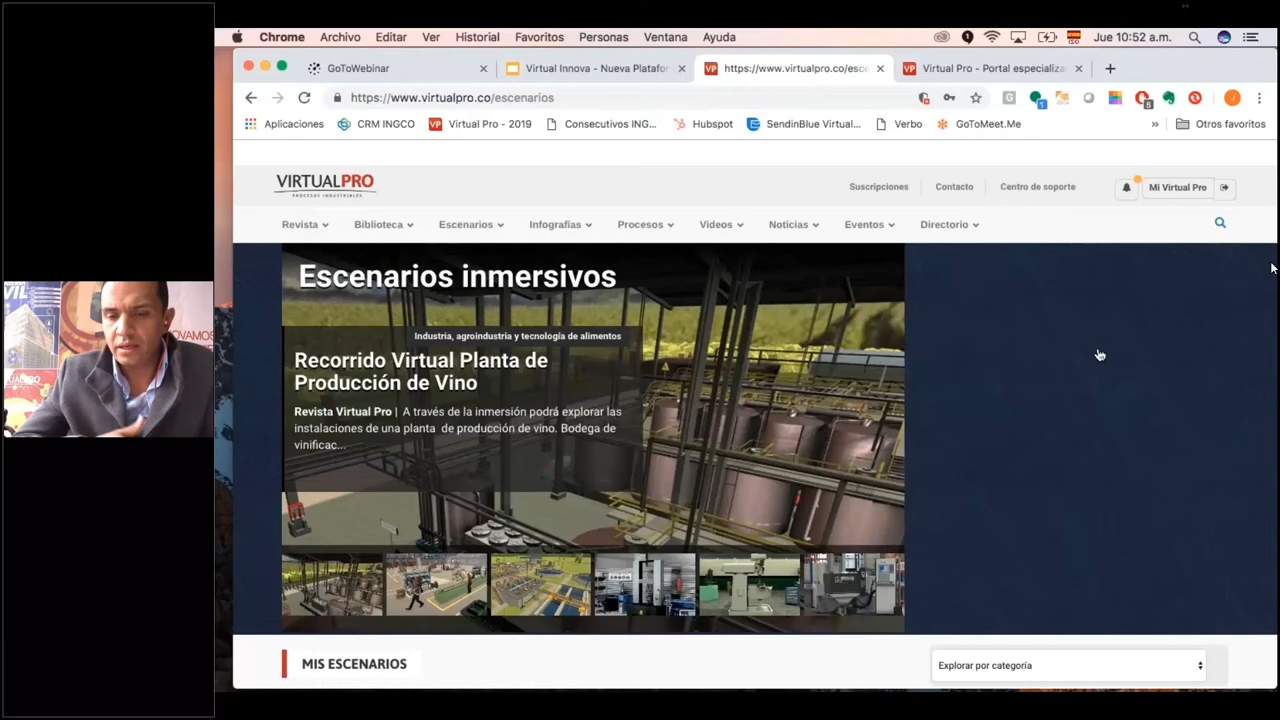 Chrome Archivo Editar Ver Historial Favoritos Personas Ventana Ayuda ISO Jue 10:52 a.m.
GoToWebinar Virtual Innova - Nueva Platafor https://www.virtualpro.co/esce Virtual Pro - Portal especializa
https://www.virtualpro.co/escenarios
Aplicaciones CRM INGCO Virtual Pro - 2019 Consecutivos ING... Hubspot SendinBlue Virtual... Verbo GoToMeet.Me » Otros favoritos
VIRTUALPRO
PROCESOS INDUSTRIALES
Suscripciones Contacto Centro de soporte Mi Virtual Pro
Revista Biblioteca Escenarios Infografías Procesos Videos Noticias Eventos Directorio
Escenarios inmersivos
Industria, agroindustria y tecnología de alimentos
Recorrido Virtual Planta de
Producción de Vino
Revista Virtual Pro | A través de la inmersión podrá explorar las
instalaciones de una planta de producción de vino. Bodega de
vinificac...
MIS ESCENARIOS
Explorar por categoría